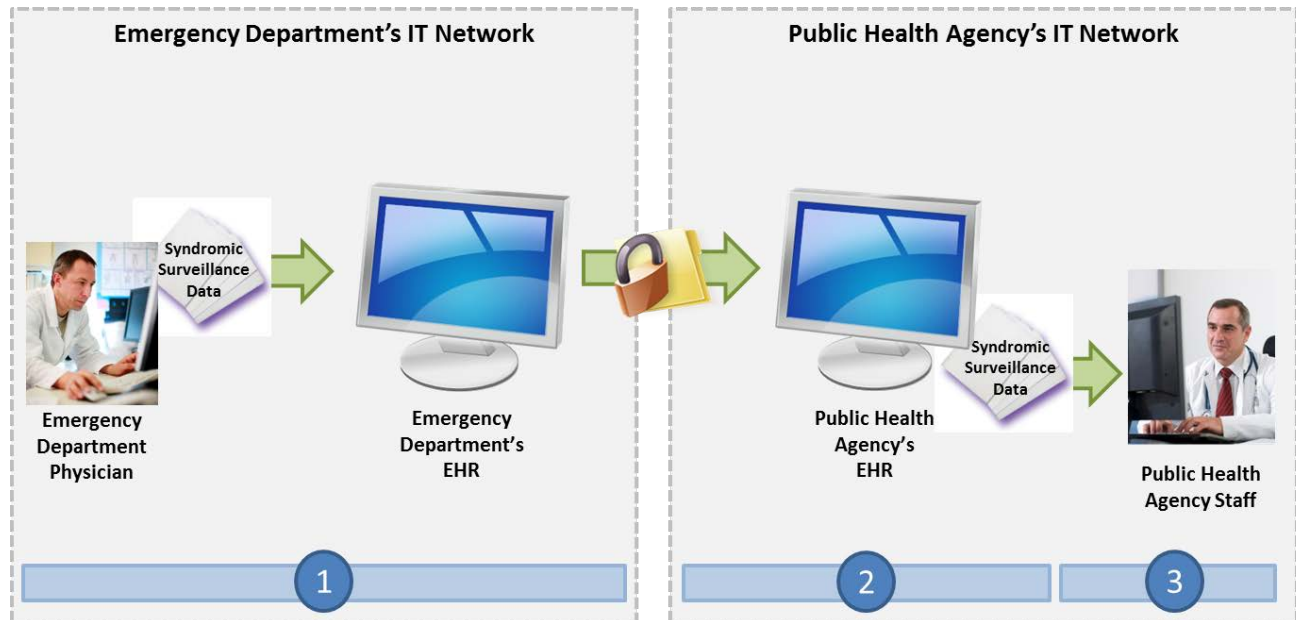 Emergency Department’s IT Network
Public Health Agency’s IT Network
Syndromic
Surveillance
Data
Emergency
Department
Physician
Emergency
Department’s
EHR
Public Health
Agency’s
EHR
Syndromic
Surveillance
Data
Public Health
Agency Staff
1
2
3